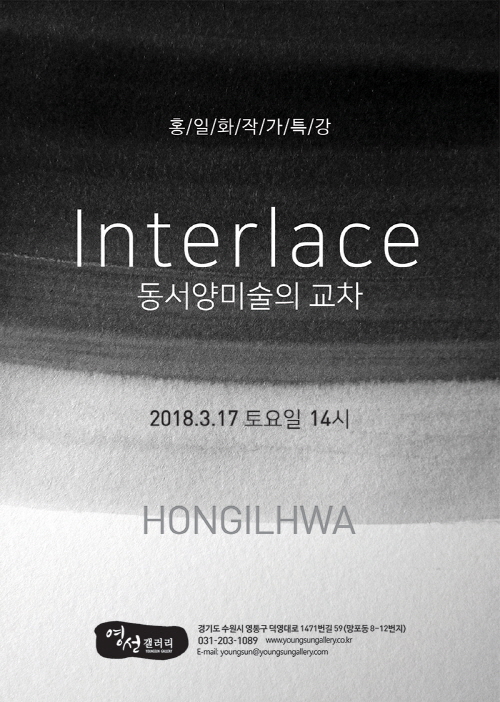 홍/일/화/작/가/특/강
Interlace
동서양미술의 교차
2018.3.17 토요일 14시
HONGILHWA
영선 갤러리
YOUNGSUN GALLERY
경기도 수원시 영통구 덕영대로 1471번길 59 (망포동 8-12번지)
031-203-1089 www.youngsungallery.co.kr
E-mail: youngsun@youngsungallery.com